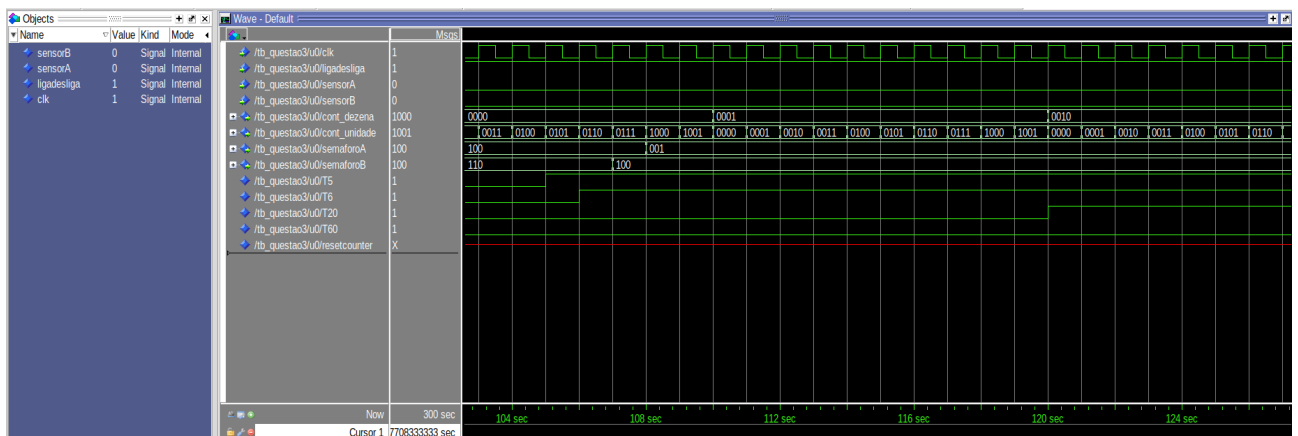 Objects
Name Value Kind Mode
sensorB 0 Signal Internal
sensorA 0 Signal Internal
ligadesliga 1 Signal Internal
clk 1 Signal Internal
Wave - Default
Msgs
/tb_questao3/u0/clk 1
/tb_questao3/u0/ligadesliga 1
/tb_questao3/u0/sensorA 0
/tb_questao3/u0/sensorB 0
/tb_questao3/u0/cont_dezena 1000 0000 0001 0010
/tb_questao3/u0/cont_unidade 1001 0011 0100 0101 0110 0111 1000 1001 0000 0001 0010 0011 0100 0101 0110 0111 1000 1001 0000 0001 0010 0011 0100 0101 0110
/tb_questao3/u0/semaforoA 100 100 001
/tb_questao3/u0/semaforoB 100 110 100
/tb_questao3/u0/T5 1
/tb_questao3/u0/T6 1
/tb_questao3/u0/T20 1
/tb_questao3/u0/T60 1
/tb_questao3/u0/resetcounter X
Now 300 sec 104 sec 108 sec 112 sec 116 sec 120 sec 124 sec
Cursor 1 7708333333 sec